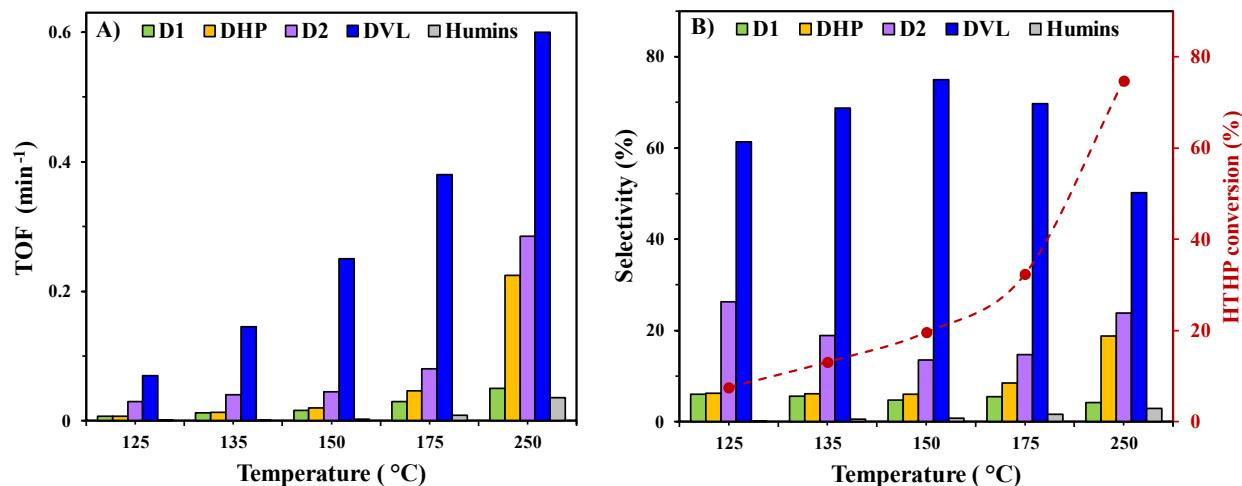 A)
D1 DHP D2 DVL Humins
TOF (min⁻¹)
0.6
0.4
0.2
0
125 135 150 175 250
Temperature ( °C)
B)
D1 DHP D2 DVL Humins
Selectivity (%)
80
60
40
20
0
125 135 150 175 250
Temperature ( °C)
80
60
40
20
0
HTHP conversion (%)